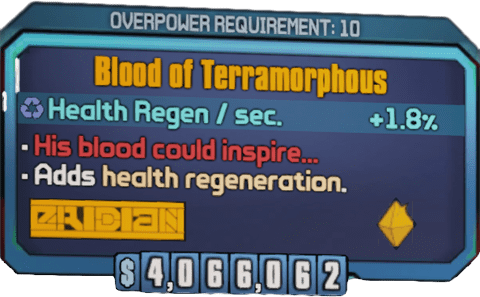 OVERPOWER REQUIREMENT: 10
Blood of Terramorphous
Health Regen / sec. +1.8%
• His blood could inspire...
• Adds health regeneration.
ERIDIAN
$4,066,062